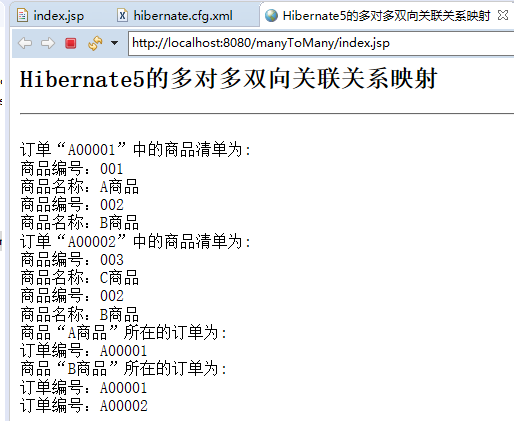 index.jsp
hibernate.cfg.xml
Hibernate5的多对多双向关联关系映射
http://localhost:8080/manyToMany/index.jsp
Hibernate5的多对多双向关联关系映射
订单“A00001”中的商品清单为:
商品编号：001
商品名称：A商品
商品编号：002
商品名称：B商品
订单“A00002”中的商品清单为:
商品编号：003
商品名称：C商品
商品编号：002
商品名称：B商品
商品“A商品”所在的订单为:
订单编号：A00001
商品“B商品”所在的订单为:
订单编号：A00001
订单编号：A00002